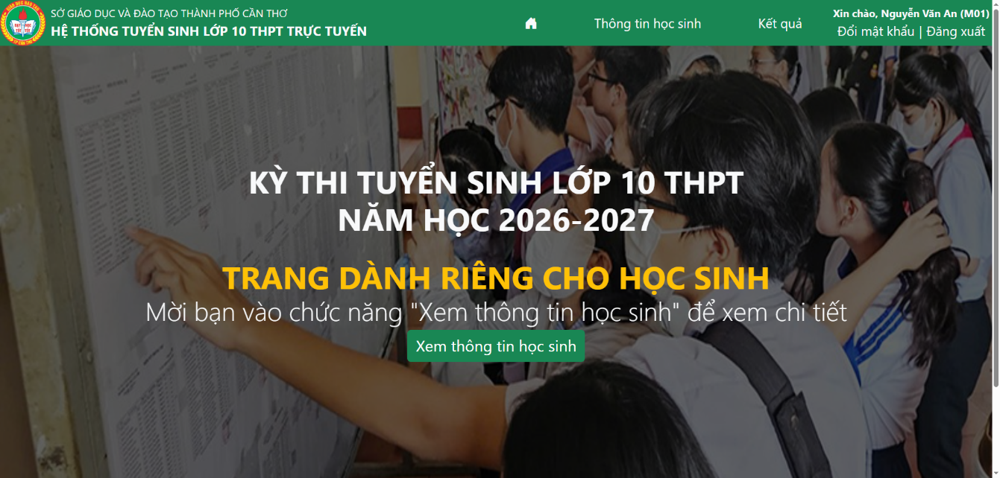 SỞ GIÁO DỤC VÀ ĐÀO TẠO THÀNH PHỐ CẦN THƠ
HỆ THỐNG TUYỂN SINH LỚP 10 THPT TRỰC TUYẾN
Thông tin học sinh
Kết quả
Xin chào, Nguyễn Văn An (M01)
Đổi mật khẩu | Đăng xuất
KỲ THI TUYỂN SINH LỚP 10 THPT
NĂM HỌC 2026-2027
TRANG DÀNH RIÊNG CHO HỌC SINH
Mời bạn vào chức năng "Xem thông tin học sinh" để xem chi tiết
Xem thông tin học sinh